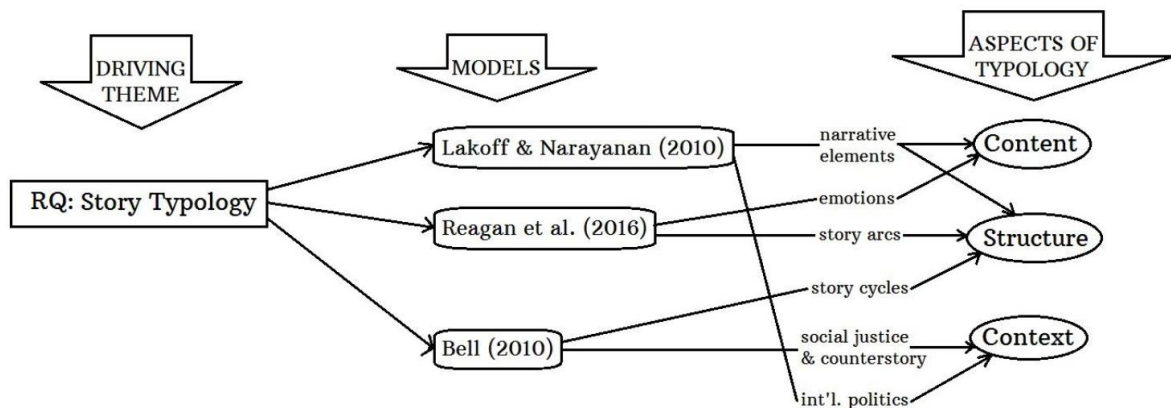 DRIVING
THEME
MODELS
ASPECTS OF
TYPOLOGY
RQ: Story Typology
Lakoff & Narayanan (2010)
Reagan et al. (2016)
Bell (2010)
narrative
elements
emotions
story arcs
story cycles
social justice
& counterstory
int'l. politics
Content
Structure
Context